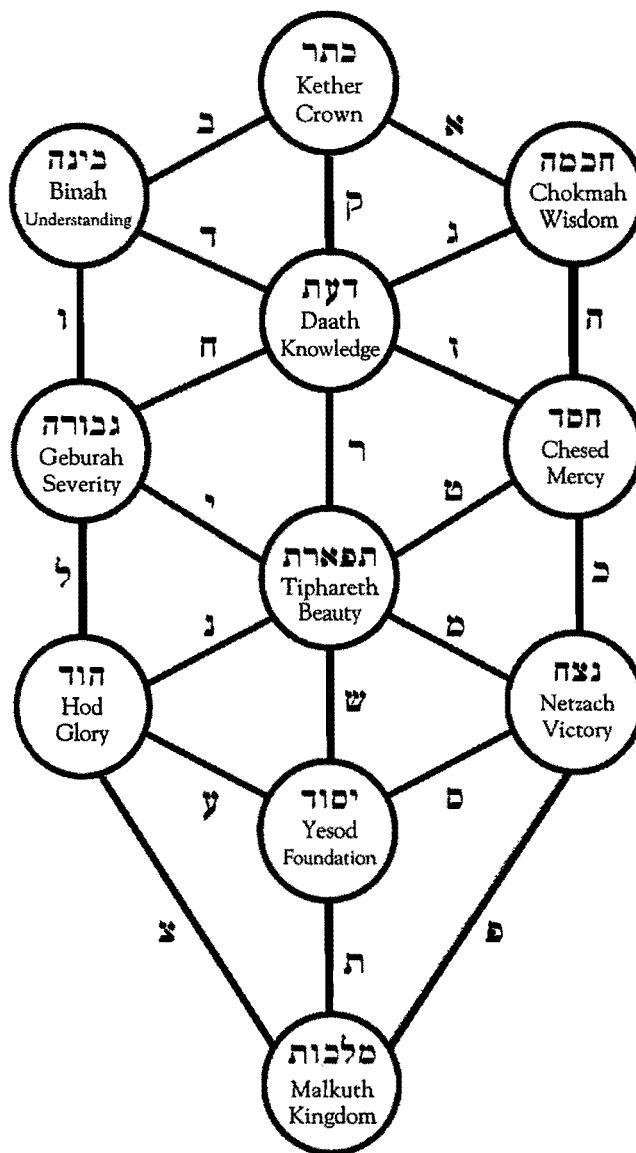 כתר
Kether
Crown
ב
א
בינה
Binah
Understanding
חכמה
Chokmah
Wisdom
ק
ד
ג
דעת
Daath
Knowledge
ו
ה
ח
ז
גבורה
Geburah
Severity
חסד
Chesed
Mercy
ר
י
ט
תפארת
Tiphareth
Beauty
ל
כ
נ
מ
הוד
Hod
Glory
נצח
Netzach
Victory
ש
ע
ס
יסוד
Yesod
Foundation
צ
פ
ת
מלכות
Malkuth
Kingdom